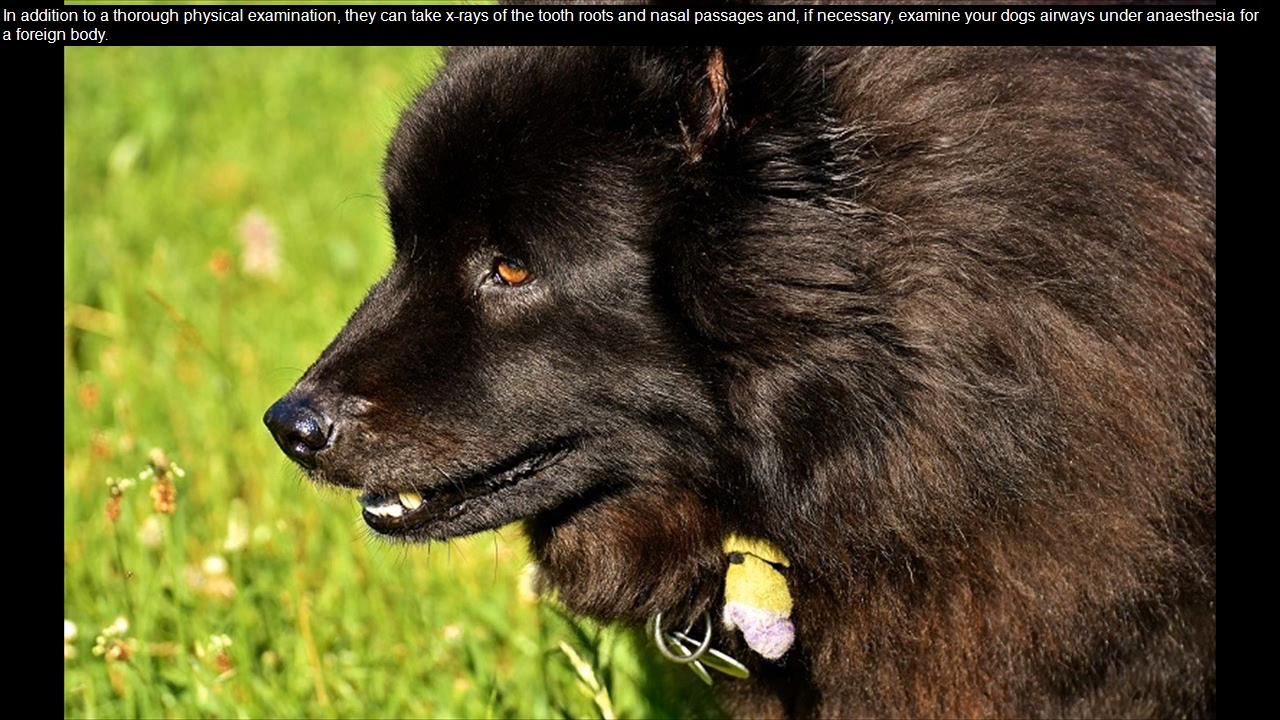 In addition to a thorough physical examination, they can take x-rays of the tooth roots and nasal passages and, if necessary, examine your dogs airways under anaesthesia for
a foreign body.